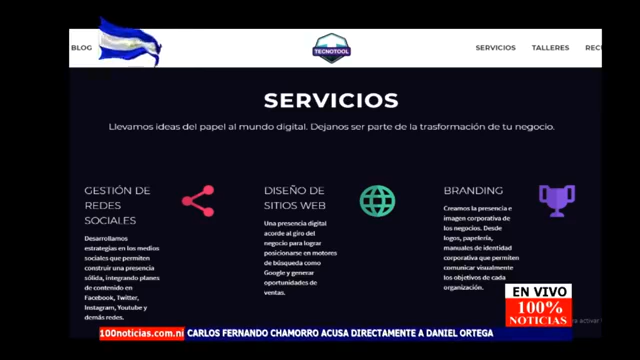 BLOG
TECNOTOOL
SERVICIOS
TALLERES
REC
SERVICIOS
Llevamos ideas del papel al mundo digital. Dejanos ser parte de la trasformación de tu negocio.
GESTIÓN DE
REDES
SOCIALES
Desarrollamos
estrategias en los medios
sociales que permiten
construir una presencia
sólida, integrando planes
de contenido en
Facebook, Twitter,
Instagram, Youtube y
demás redes.
DISEÑO DE
SITIOS WEB
Una presencia digital
acorde al giro del
negocio para lograr
posicionarse en motores
de búsqueda como
Google y generar
oportunidades de
ventas.
BRANDING
Creamos la presencia e
imagen corporativa de
los negocios. Desde
logos, papelería,
manuales de identidad
corporativa que permiten
comunicar visualmente
los objetivos de cada
organización.
EN VIVO
100%
NOTICIAS
ra activar
100noticias.com.ni CARLOS FERNANDO CHAMORRO ACUSA DIRECTAMENTE A DANIEL ORTEGA